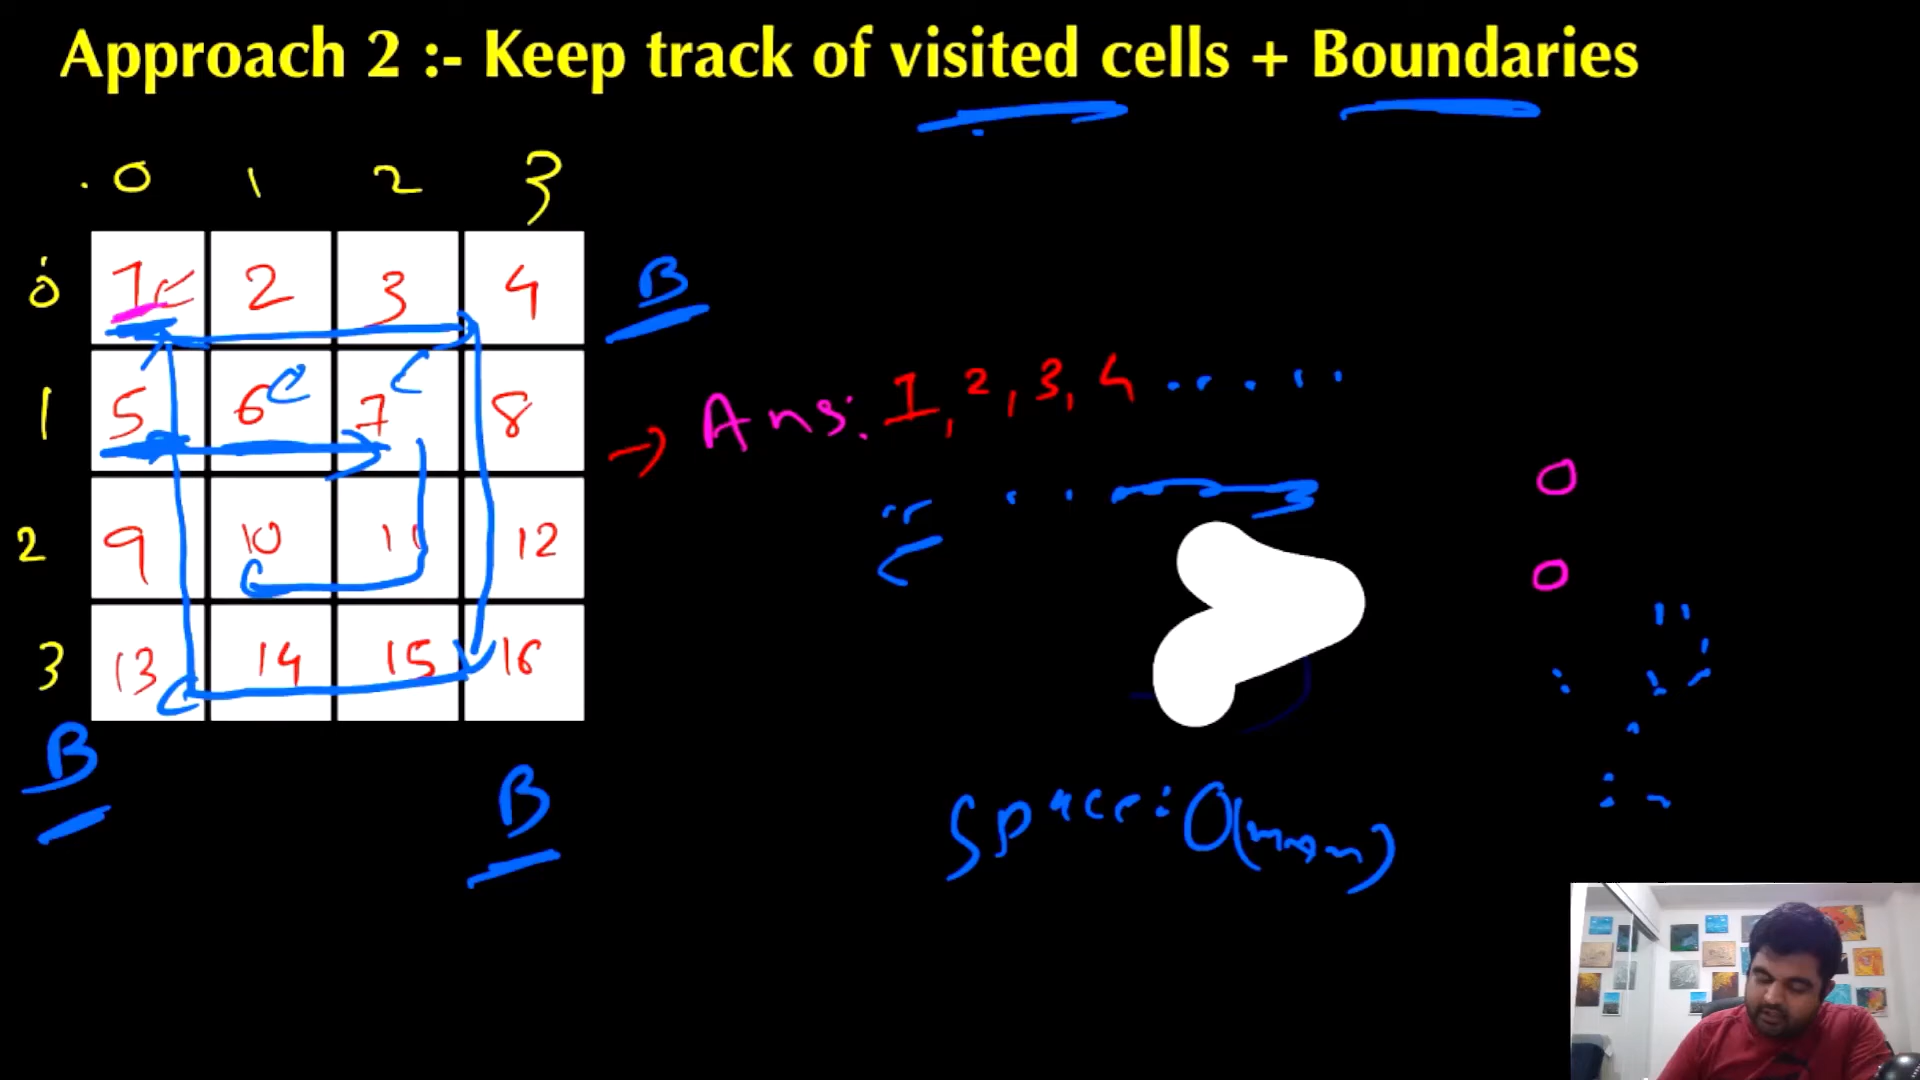 Approach 2 :- Keep track of visited cells + Boundaries
0 1 2 3
0 1 2 3 4 B
1 5 6 7 8
→ Ans: 1, 2, 3, 4 . . . . .
2 9 10 11 12
3 13 14 15 16
B B
Space: O(m*n)